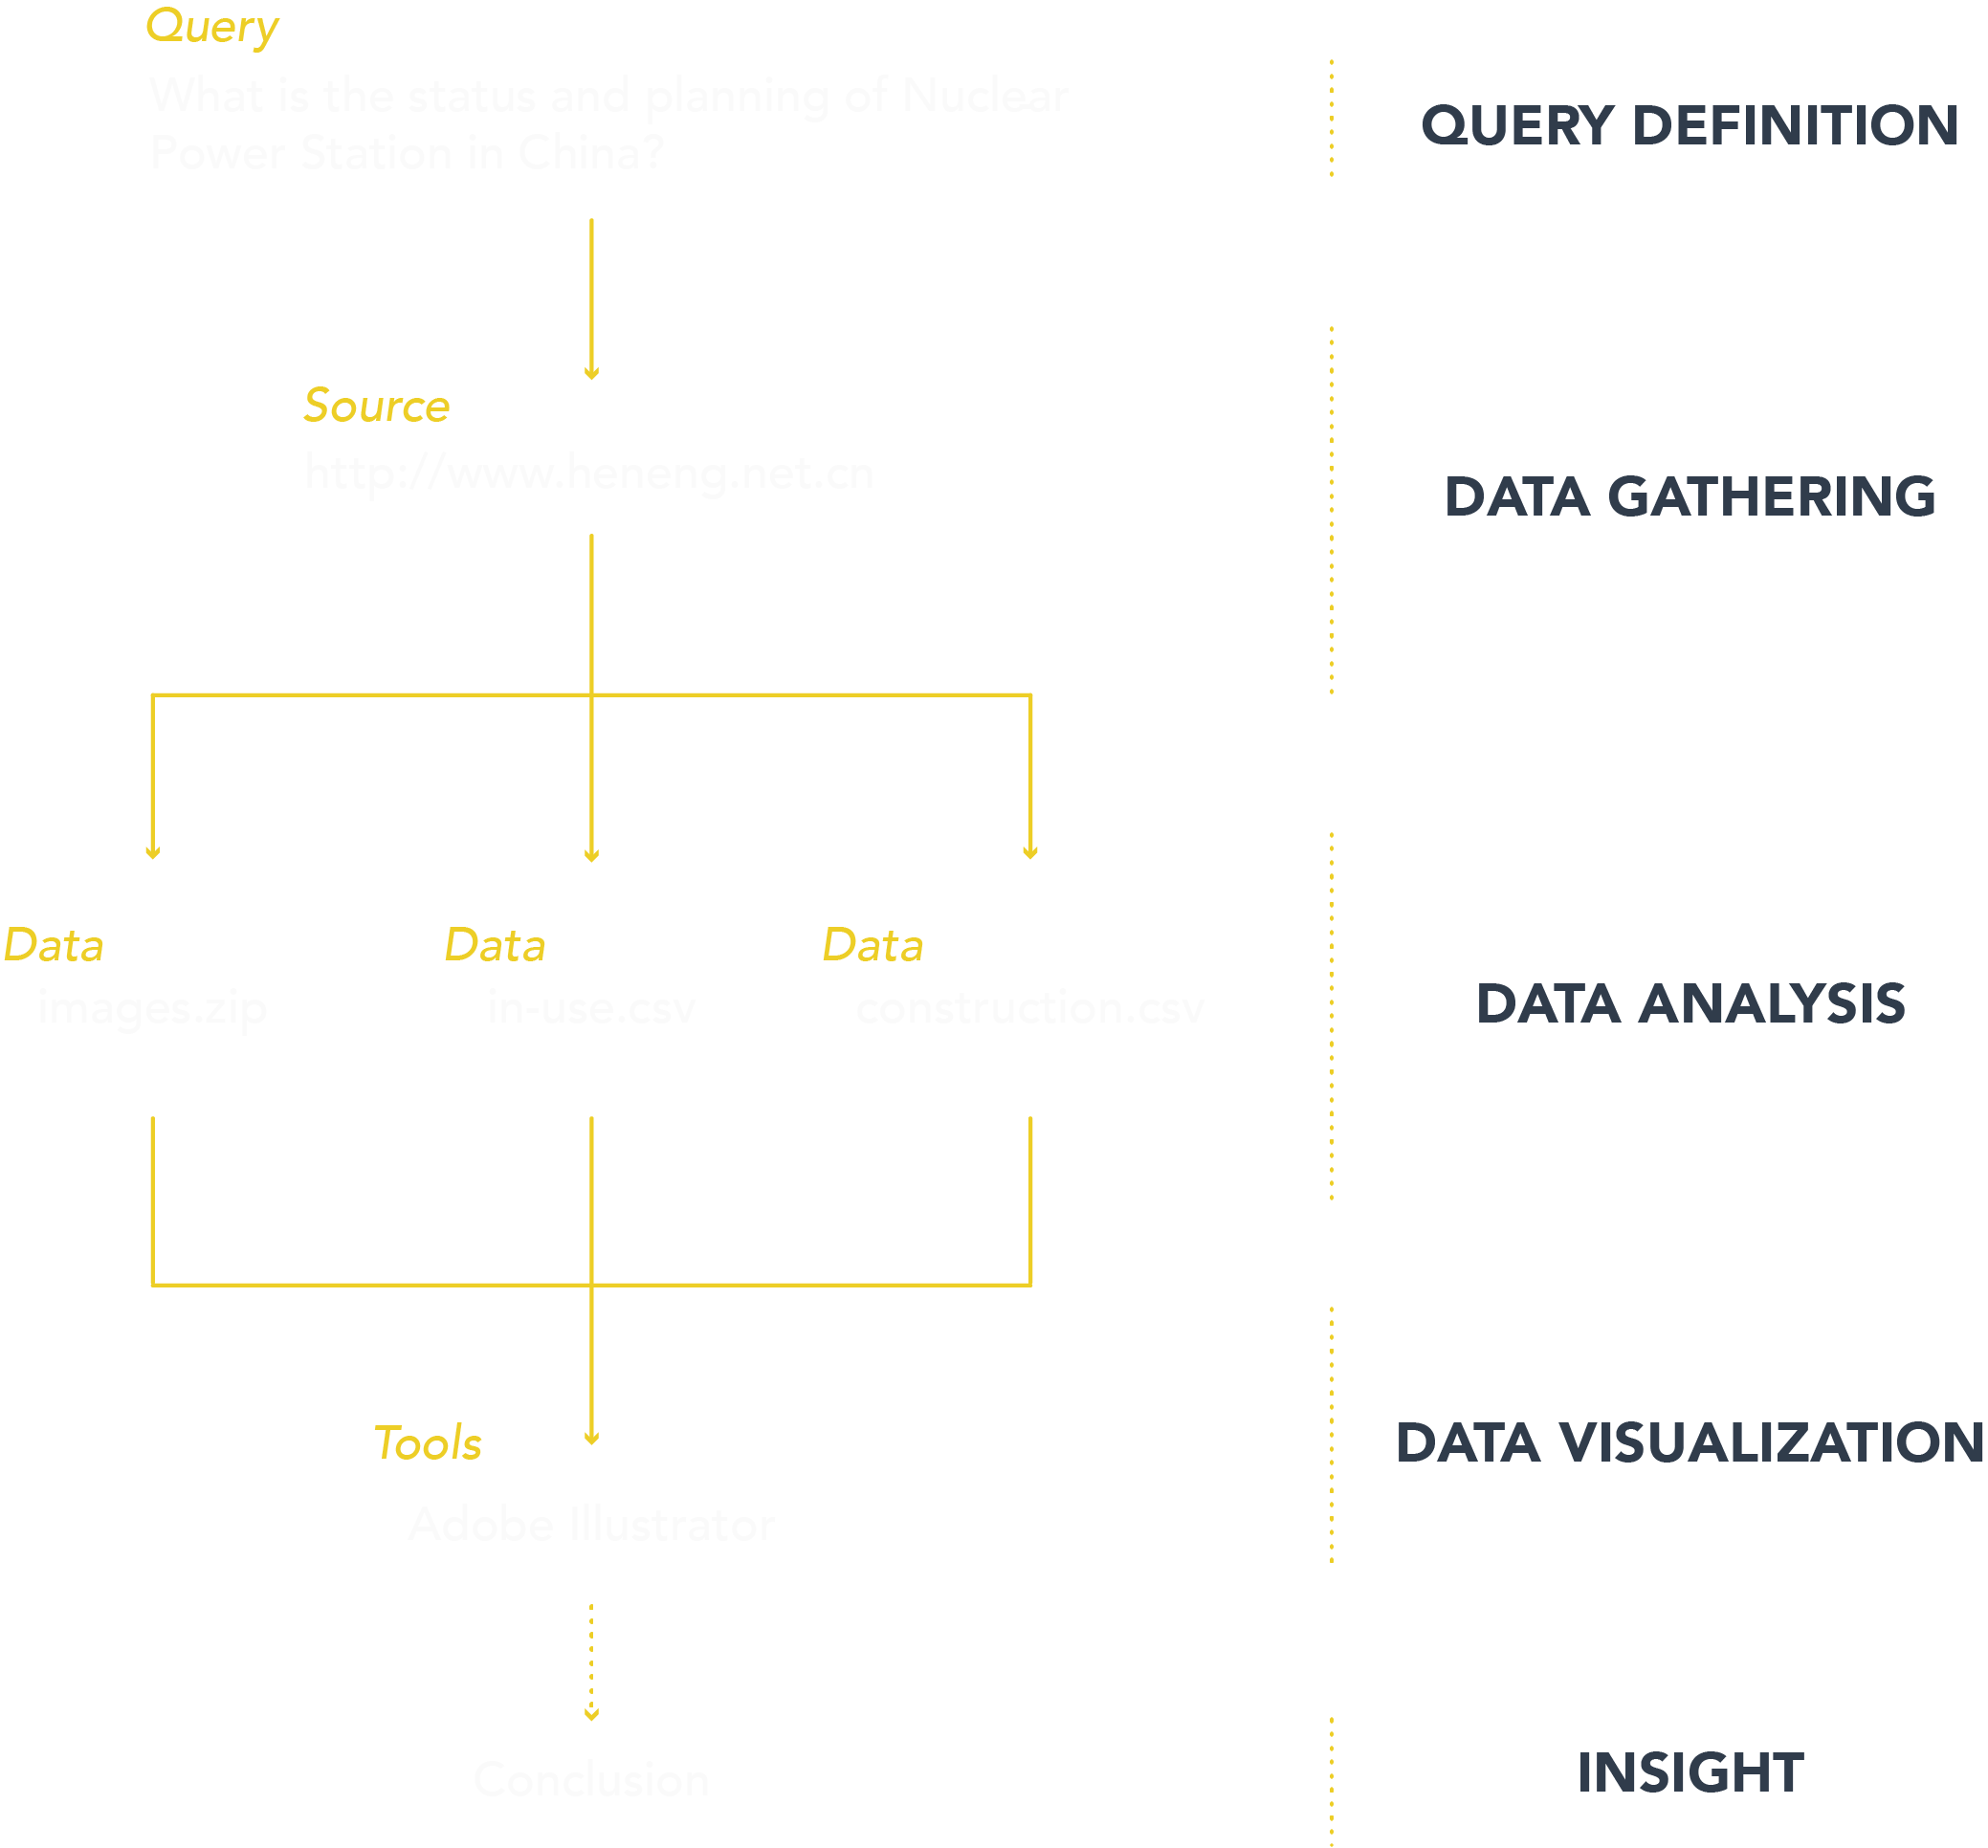 Query
What is the status and planning of Nuclear
Power Station in China?
QUERY DEFINITION
Source
http://www.heneng.net.cn
DATA GATHERING
Data
images.zip
Data
in-use.csv
Data
construction.csv
DATA ANALYSIS
Tools
Adobe Illustrator
DATA VISUALIZATION
Conclusion
INSIGHT